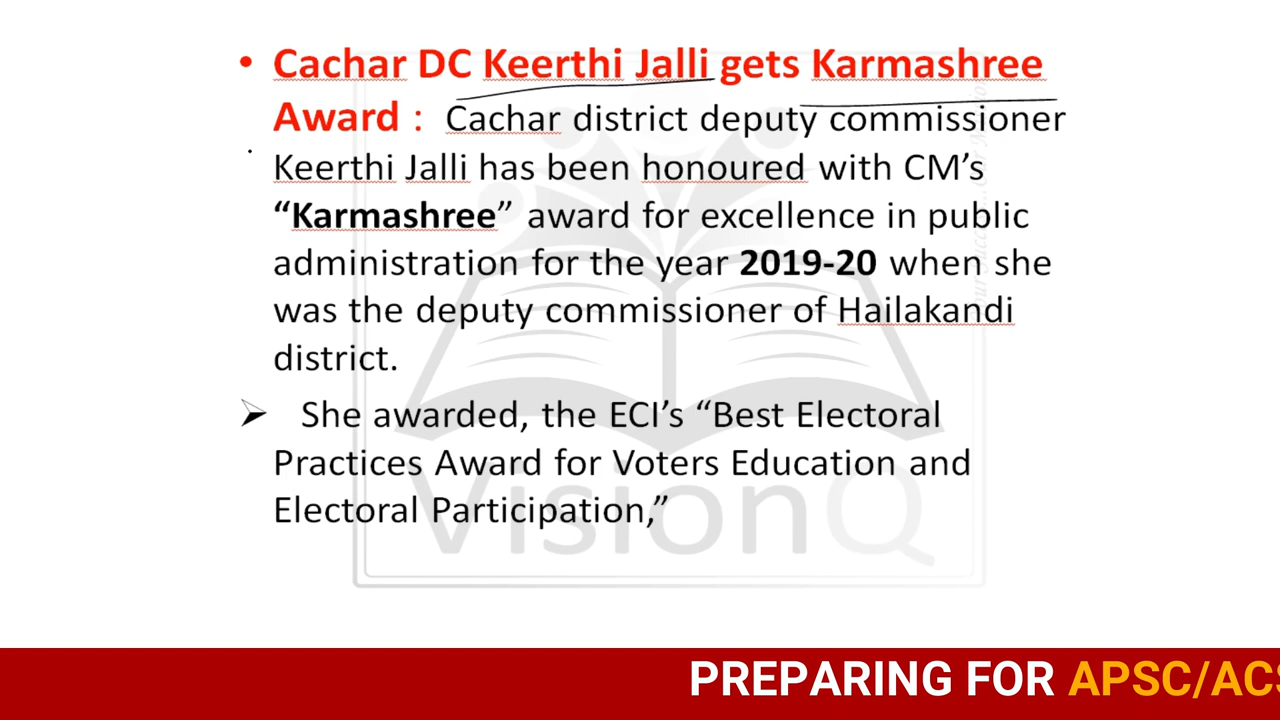 • Cachar DC Keerthi Jalli gets Karmashree
Award : Cachar district deputy commissioner
Keerthi Jalli has been honoured with CM’s
“Karmashree” award for excellence in public
administration for the year 2019-20 when she
was the deputy commissioner of Hailakandi
district.
➢ She awarded, the ECI’s “Best Electoral
Practices Award for Voters Education and
Electoral Participation,”
VisionQ
PREPARING FOR APSC/ACS